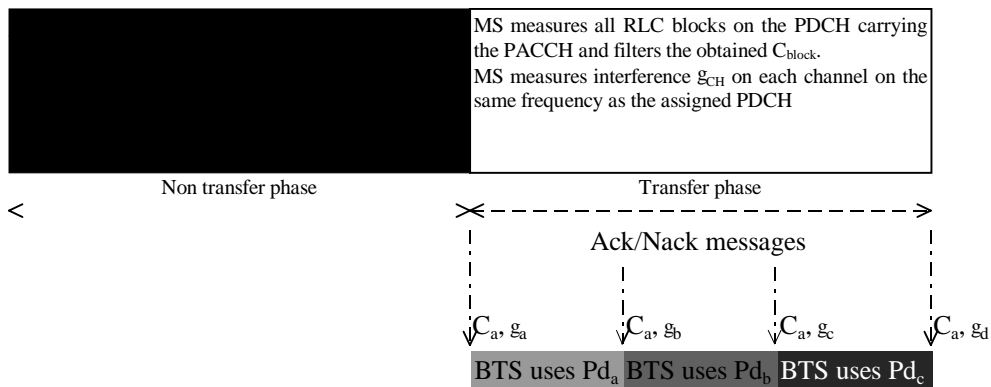 MS measures all RLC blocks on the PDCH carrying
the PACCH and filters the obtained Cblock.
MS measures interference gCH on each channel on the
same frequency as the assigned PDCH
Non transfer phase
Transfer phase
Ack/Nack messages
Ca, ga
Ca, gb
Ca, gc
Ca, gd
BTS uses Pda
BTS uses Pdb
BTS uses Pdc